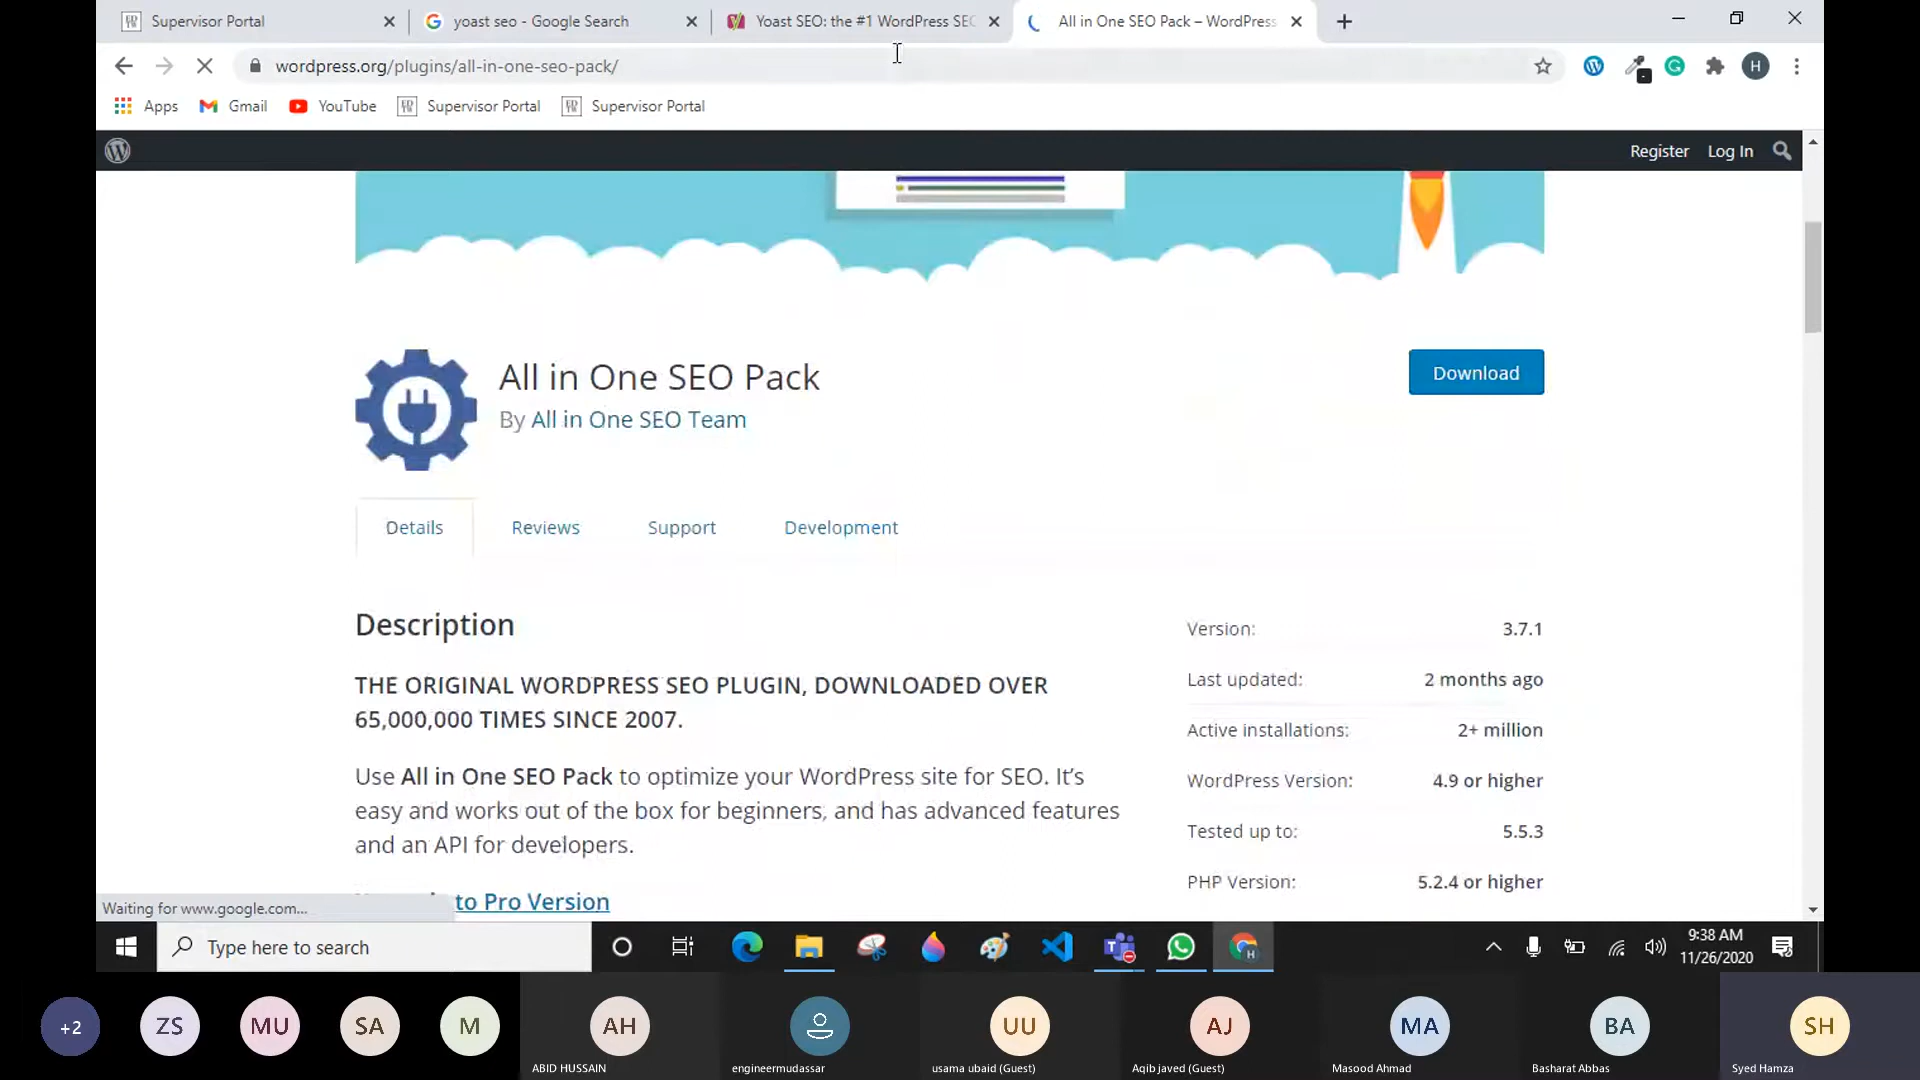 Supervisor Portal
yoast seo - Google Search
Yoast SEO: the #1 WordPress SEO
All in One SEO Pack – WordPress
wordpress.org/plugins/all-in-one-seo-pack/
H
Apps
Gmail
YouTube
Supervisor Portal
Supervisor Portal
Register
Log In
All in One SEO Pack
By All in One SEO Team
Download
Details
Reviews
Support
Development
Description
THE ORIGINAL WORDPRESS SEO PLUGIN, DOWNLOADED OVER
65,000,000 TIMES SINCE 2007.
Use All in One SEO Pack to optimize your WordPress site for SEO. It's
easy and works out of the box for beginners, and has advanced features
and an API for developers.
to Pro Version
Version: 3.7.1
Last updated: 2 months ago
Active installations: 2+ million
WordPress Version: 4.9 or higher
Tested up to: 5.5.3
PHP Version: 5.2.4 or higher
Waiting for www.google.com...
Type here to search
9:38 AM
11/26/2020
+2
ZS
MU
SA
M
AH
UU
AJ
MA
BA
SH
ABID HUSSAIN
engineermudassar
usama ubaid (Guest)
Aqib javed (Guest)
Masood Ahmad
Basharat Abbas
Syed Hamza